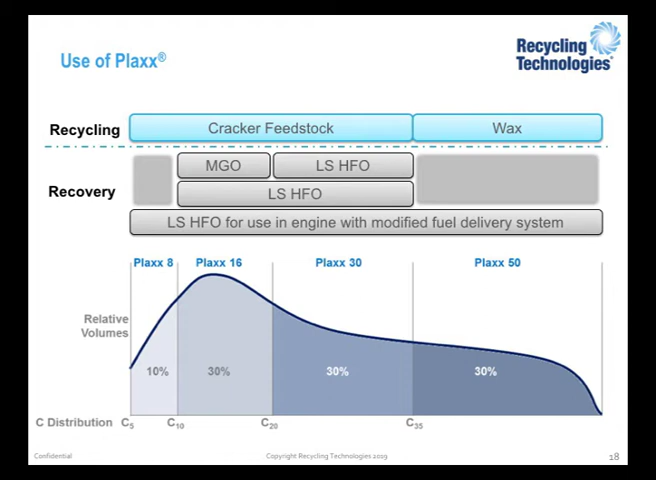 Use of Plaxx®
Recycling
Technologies
Recycling
Cracker Feedstock
Wax
MGO
LS HFO
Recovery
LS HFO
LS HFO for use in engine with modified fuel delivery system
Plaxx 8
Plaxx 16
Plaxx 30
Plaxx 50
Relative
Volumes
10%
30%
30%
30%
C Distribution
C₅
C₁₀
C₂₀
C₃₅
Confidential
Copyright Recycling Technologies 2019
18